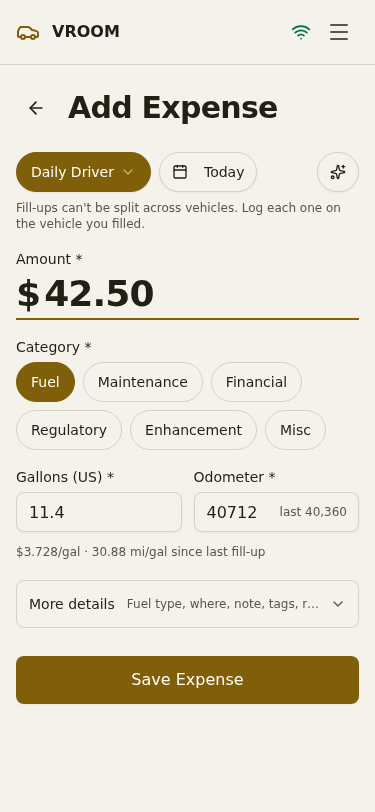 VROOM
Add Expense
Daily Driver
Today
Fill-ups can't be split across vehicles. Log each one on
the vehicle you filled.
Amount *
$42.50
Category *
Fuel
Maintenance
Financial
Regulatory
Enhancement
Misc
Gallons (US) *
Odometer *
11.4
40712
last 40,360
$3.728/gal · 30.88 mi/gal since last fill-up
More details
Fuel type, where, note, tags, r…
Save Expense